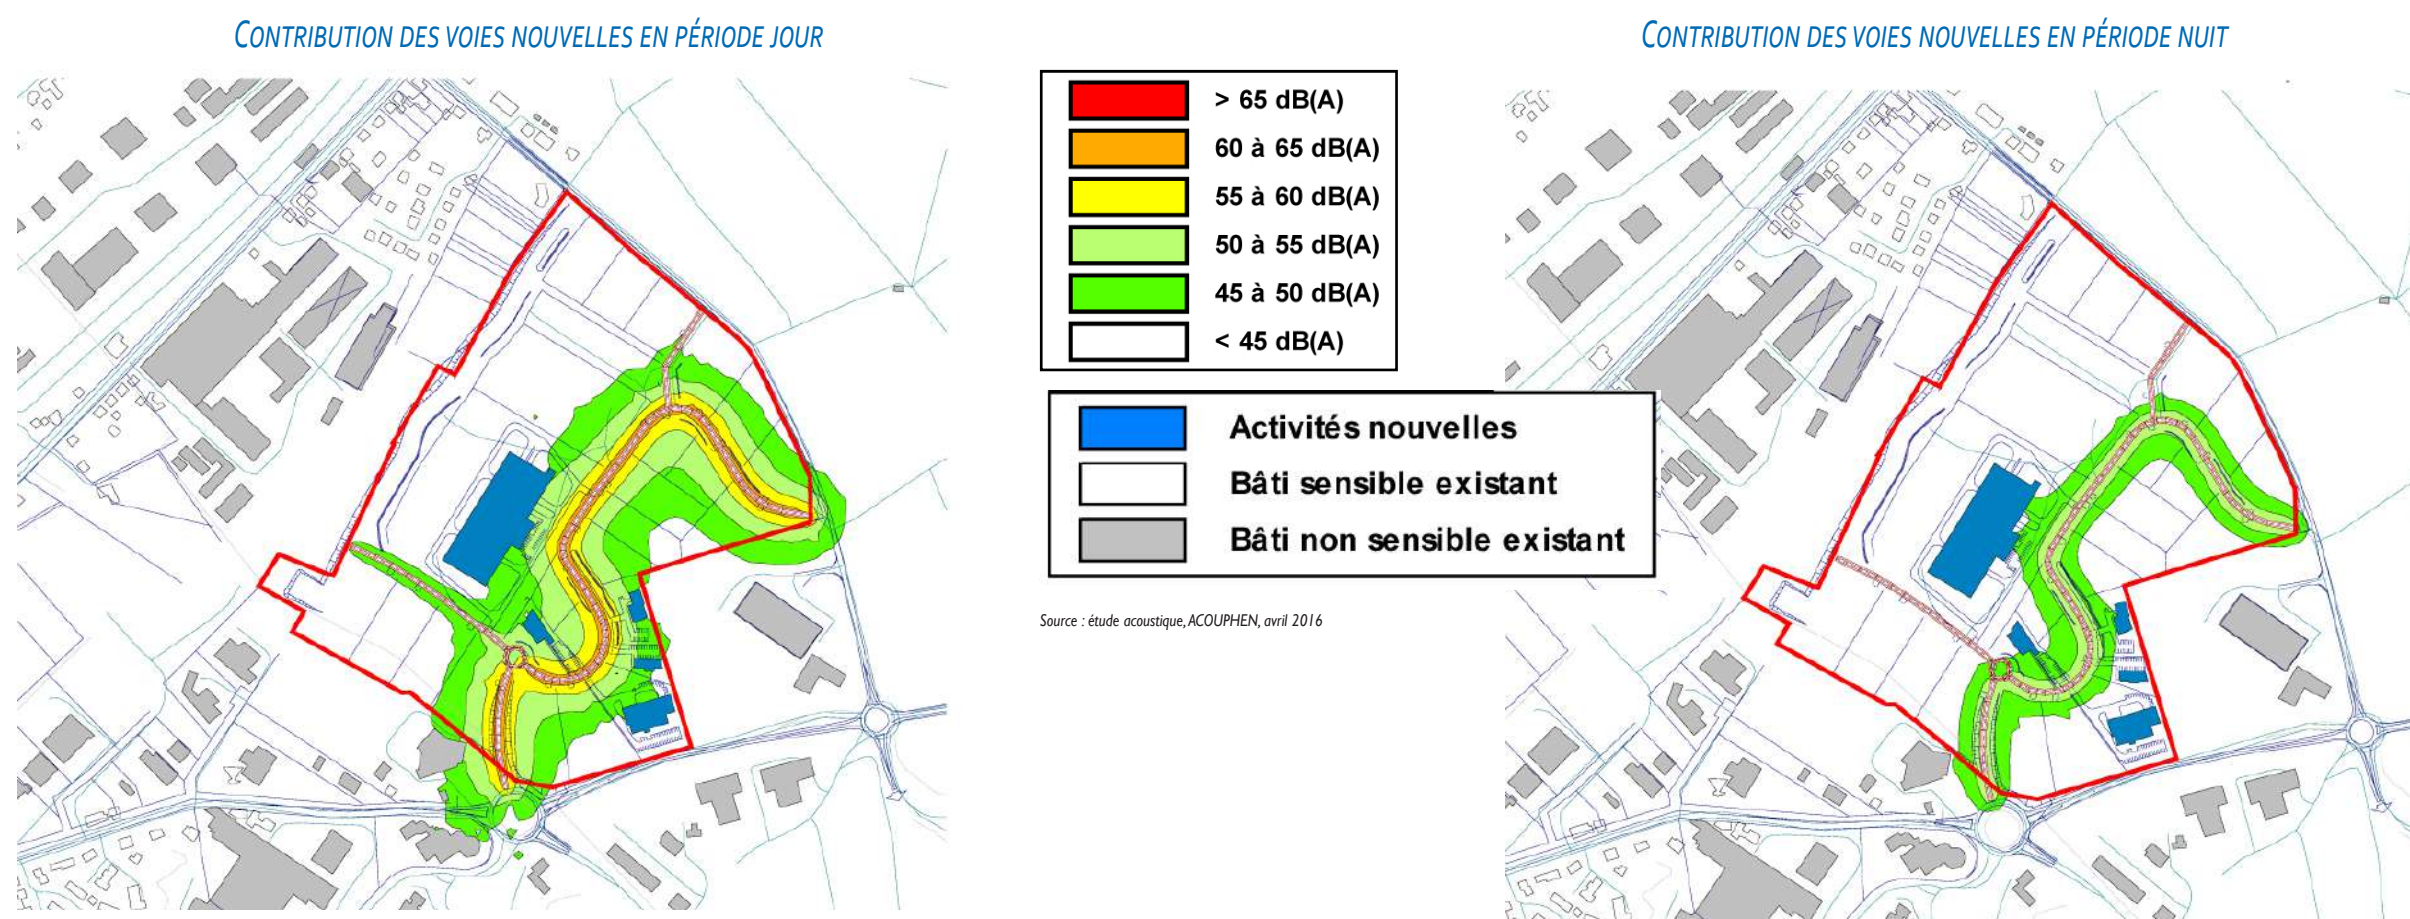 CONTRIBUTION DES VOIES NOUVELLES EN PÉRIODE JOUR
CONTRIBUTION DES VOIES NOUVELLES EN PÉRIODE NUIT
> 65 dB(A)
60 à 65 dB(A)
55 à 60 dB(A)
50 à 55 dB(A)
45 à 50 dB(A)
< 45 dB(A)
Activités nouvelles
Bâti sensible existant
Bâti non sensible existant
Source : étude acoustique, ACOUPHEN, avril 2016